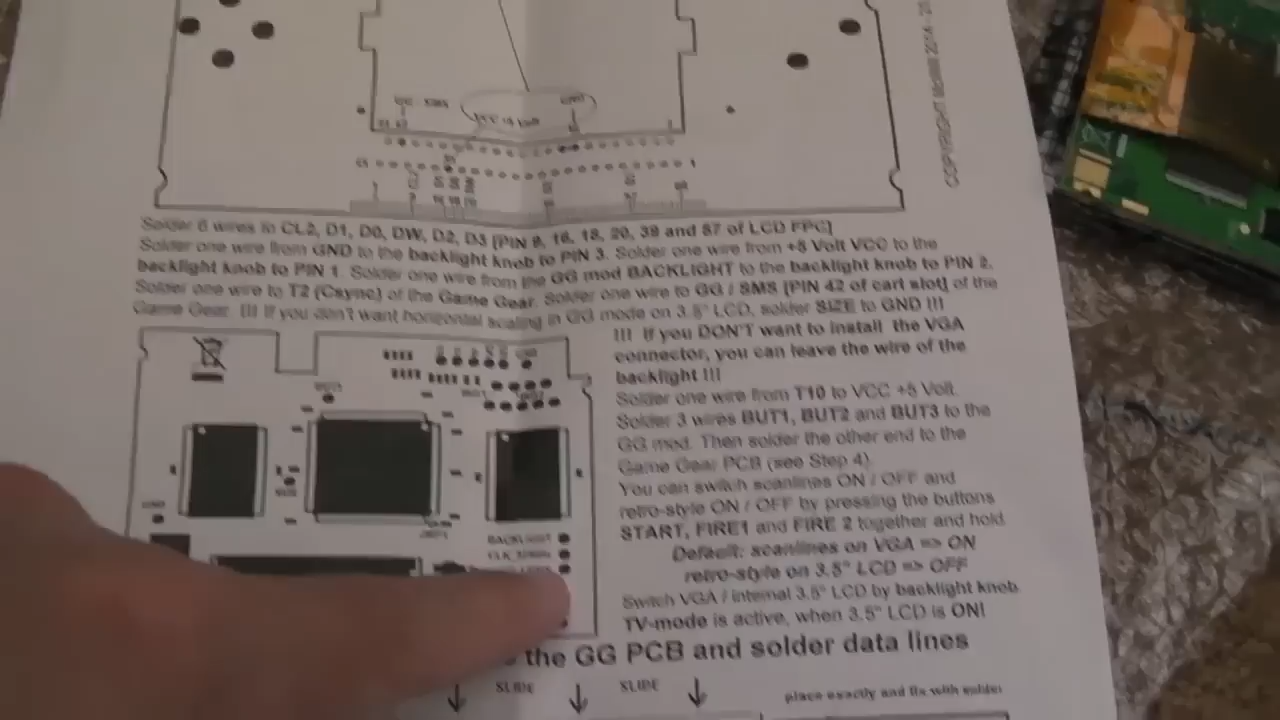 COPYRIGHT
VCC +5 Volt
Solder 6 wires to CL2, D1, D0, DW, D2, D3 [PIN 9, 16, 18, 20, 39 and 57 of LCD FPC]
Solder one wire from GND to the backlight knob to PIN 3. Solder one wire from +5 Volt VCC to the
backlight knob to PIN 1. Solder one wire from the GG mod BACKLIGHT to the backlight knob to PIN 2.
Solder one wire to T2 (Csync) of the Game Gear. Solder one wire to GG / SMS [PIN 42 of cart slot] of the
Game Gear. !!! If you don't want horizontal scaling in GG mode on 3.5" LCD, solder SIZE to GND !!!
!!! If you DON'T want to install the VGA
connector, you can leave the wire of the
backlight !!!
Solder one wire from T10 to VCC +5 Volt.
Solder 3 wires BUT1, BUT2 and BUT3 to the
GG mod. Then solder the other end to the
Game Gear PCB (see Step 4).
You can switch scanlines ON / OFF and
retro-style ON / OFF by pressing the buttons
START, FIRE1 and FIRE 2 together and hold.
Default: scanlines on VGA => ON
retro-style on 3.5" LCD => OFF
Switch VGA / internal 3.5" LCD by backlight knob
TV-mode is active, when 3.5" LCD is ON!
BACKLIGHT
the GG PCB and solder data lines
SLIDE SLIDE place exactly and fix with solder